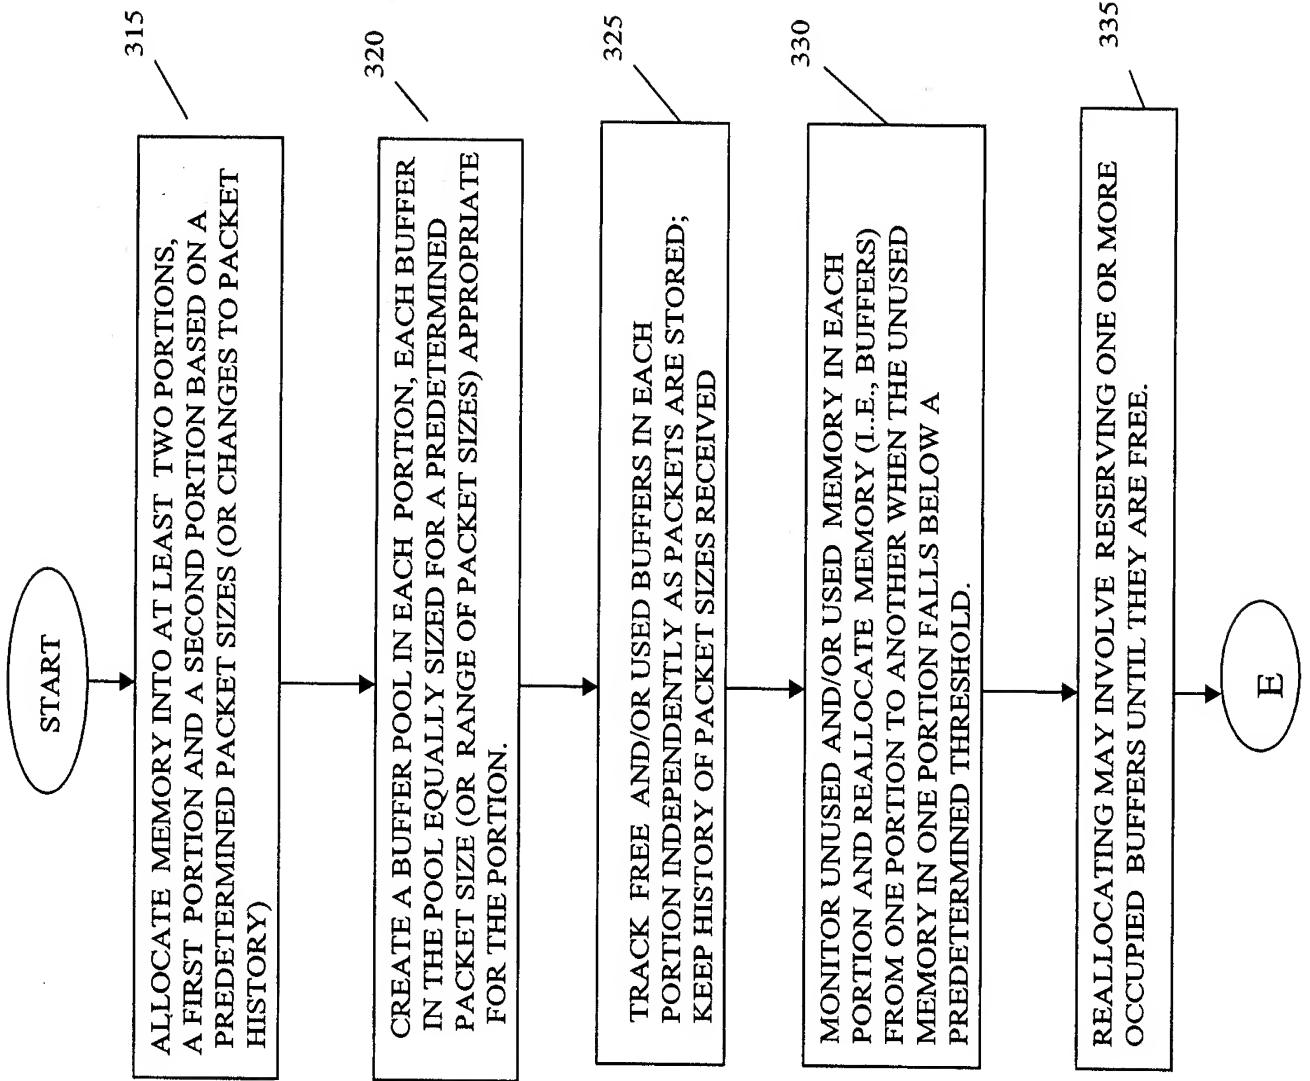 START
315
ALLOCATE MEMORY INTO AT LEAST TWO PORTIONS,
A FIRST PORTION AND A SECOND PORTION BASED ON A
PREDETERMINED PACKET SIZES (OR CHANGES TO PACKET
HISTORY)
320
CREATE A BUFFER POOL IN EACH PORTION, EACH BUFFER
IN THE POOL EQUALLY SIZED FOR A PREDETERMINED
PACKET SIZE (OR RANGE OF PACKET SIZES) APPROPRIATE
FOR THE PORTION.
325
TRACK FREE AND/OR USED BUFFERS IN EACH
PORTION INDEPENDENTLY AS PACKETS ARE STORED;
KEEP HISTORY OF PACKET SIZES RECEIVED
330
MONITOR UNUSED AND/OR USED MEMORY IN EACH
PORTION AND REALLOCATE MEMORY (I..E., BUFFERS)
FROM ONE PORTION TO ANOTHER WHEN THE UNUSED
MEMORY IN ONE PORTION FALLS BELOW A
PREDETERMINED THRESHOLD.
335
REALLOCATING MAY INVOLVE RESERVING ONE OR MORE
OCCUPIED BUFFERS UNTIL THEY ARE FREE.
E